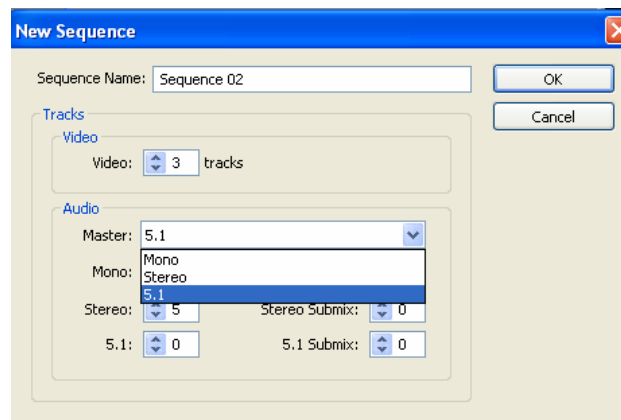 New Sequence
Sequence Name: Sequence 02
OK
Cancel
Tracks
Video
Video: 3 tracks
Audio
Master: 5.1
Mono
Stereo
5.1
Mono:
Stereo: 5 Stereo Submix: 0
5.1: 0 5.1 Submix: 0